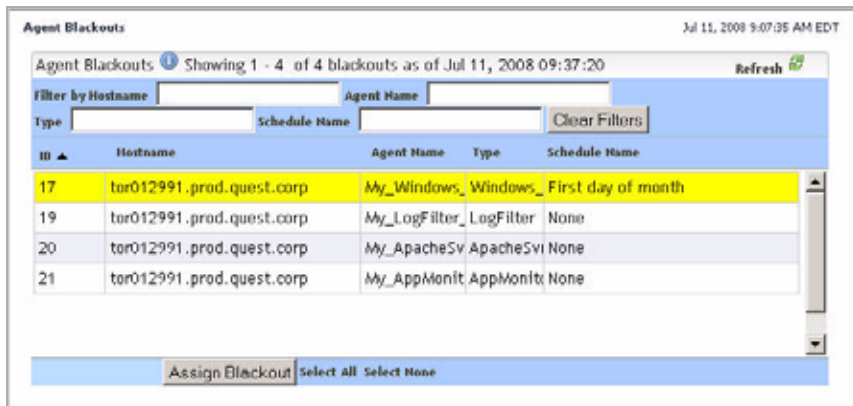 Agent Blackouts Jul 11, 2008 9:07:35 AM EDT
Agent Blackouts Showing 1 - 4 of 4 blackouts as of Jul 11, 2008 09:37:20 Refresh
Filter by Hostname Agent Name
Type Schedule Name Clear Filters
ID Hostname Agent Name Type Schedule Name
17 tor012991.prod.quest.corp My_Windows_ Windows_ First day of month
19 tor012991.prod.quest.corp My_LogFilter_ LogFilter None
20 tor012991.prod.quest.corp My_ApacheSv ApacheSvr None
21 tor012991.prod.quest.corp My_AppMonit AppMonito None
Assign Blackout Select All Select None